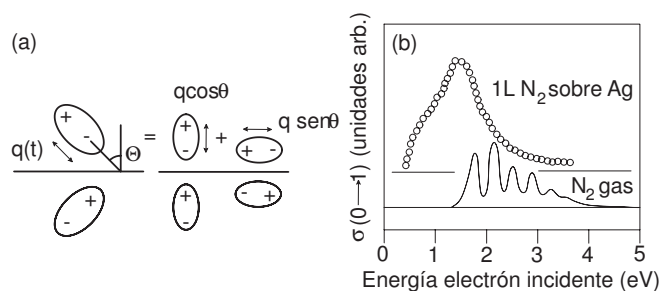 (a)
qcosθ
q senθ
q(t)
Θ
=
+
+ -
+ -
+ -
+ -
+ -
+ -
(b)
σ (0→1) (unidades arb.)
1L N₂ sobre Ag
N₂ gas
0 1 2 3 4 5
Energía electrón incidente (eV)